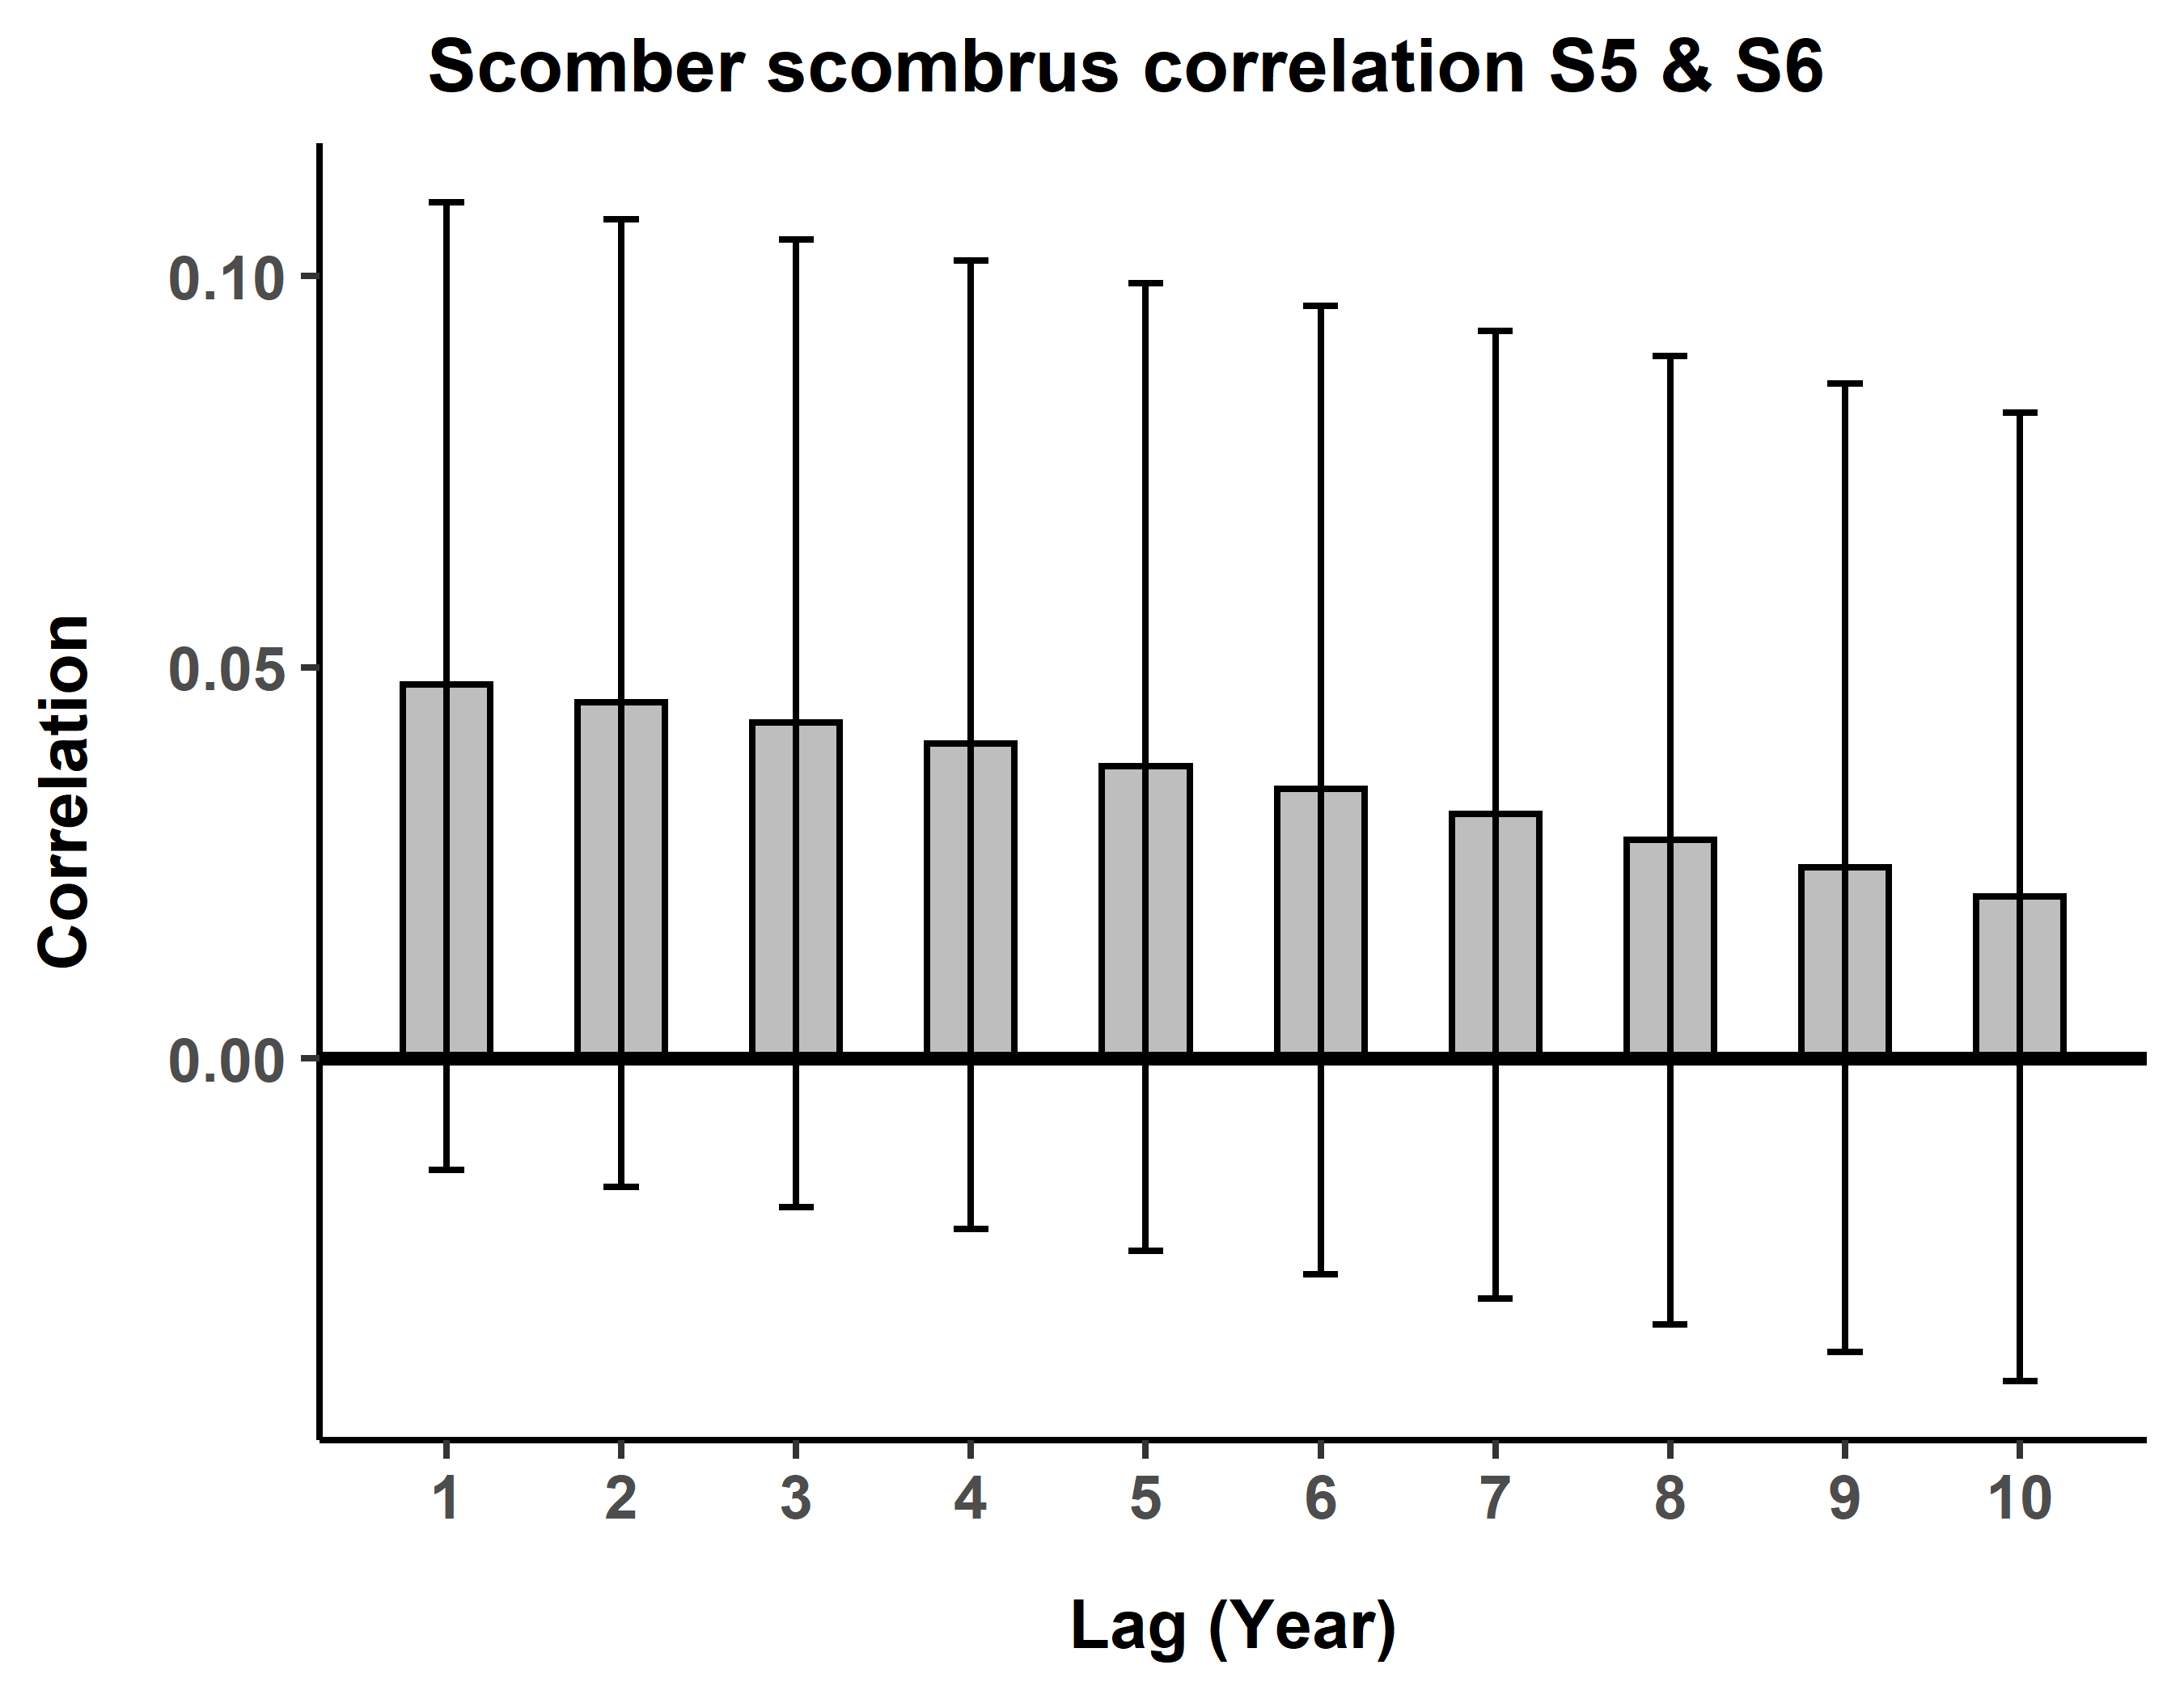 Scomber scombrus correlation S5 & S6
Correlation
0.10
0.05
0.00
1 2 3 4 5 6 7 8 9 10
Lag (Year)